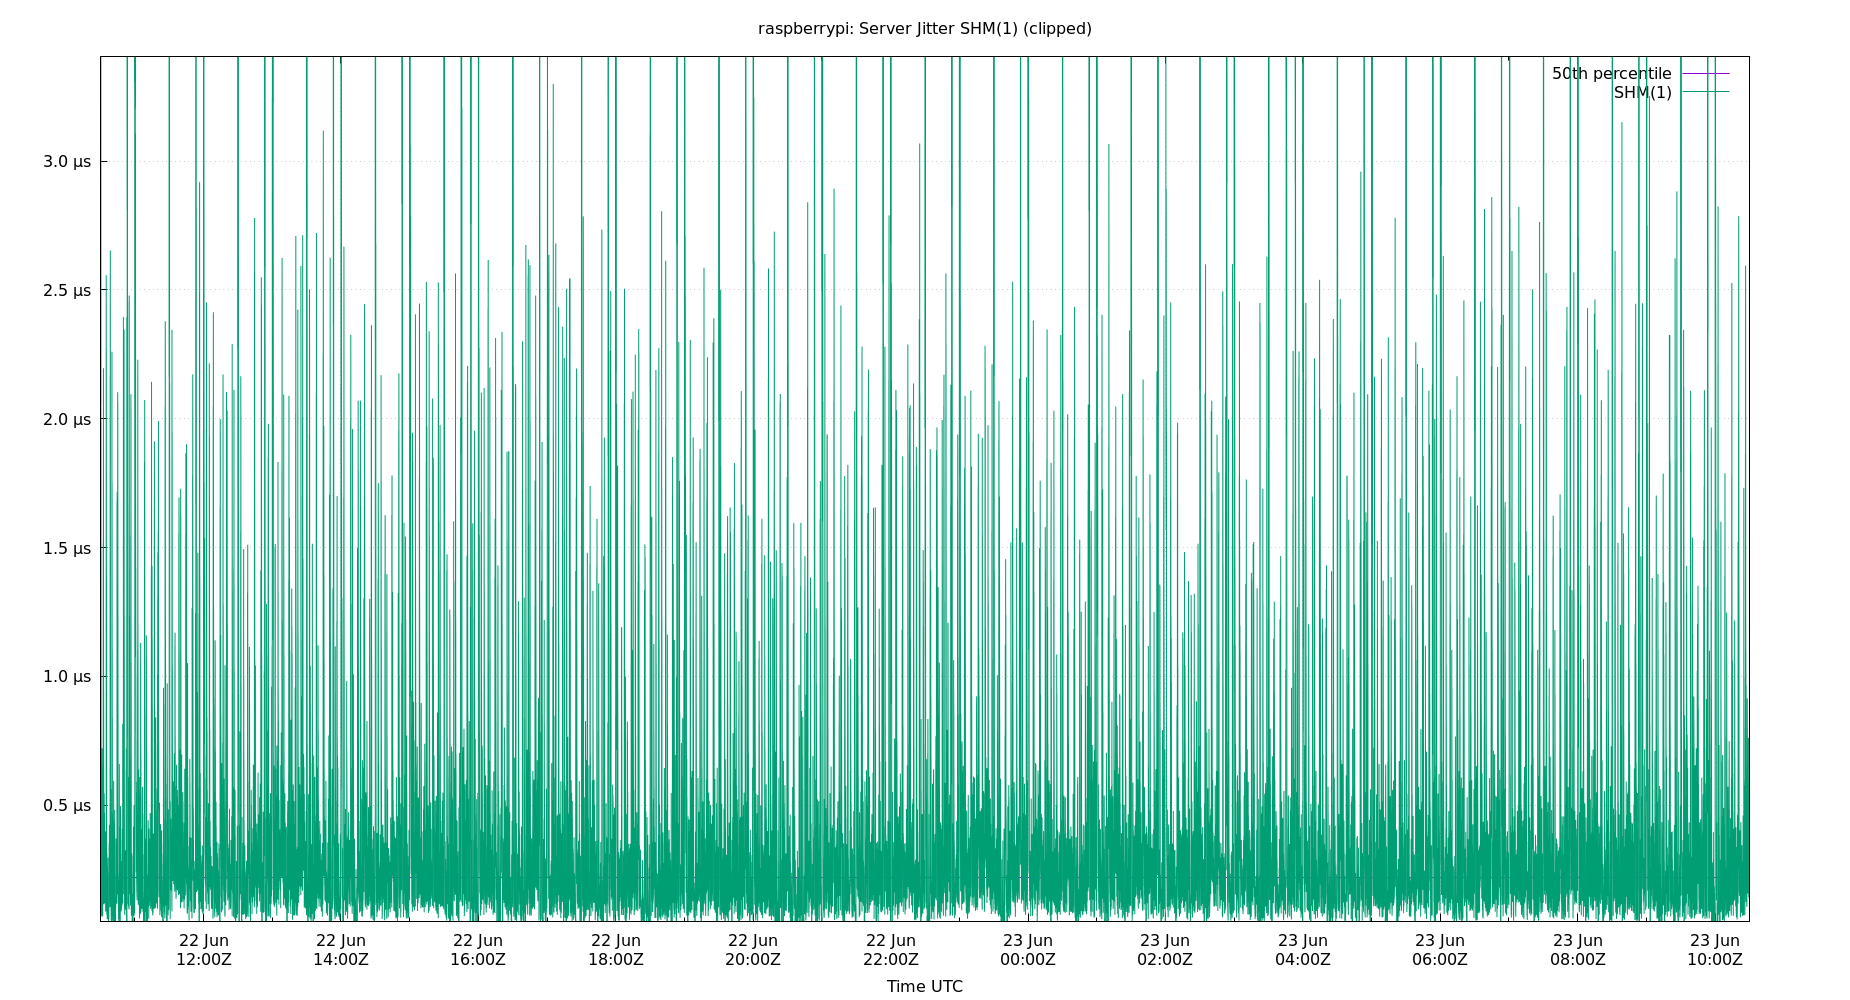 raspberrypi: Server Jitter SHM(1) (clipped)
50th percentile
SHM(1)
3.0 µs
2.5 µs
2.0 µs
1.5 µs
1.0 µs
0.5 µs
22 Jun 22 Jun 22 Jun 22 Jun 22 Jun 22 Jun 23 Jun 23 Jun 23 Jun 23 Jun 23 Jun 23 Jun
12:00Z 14:00Z 16:00Z 18:00Z 20:00Z 22:00Z 00:00Z 02:00Z 04:00Z 06:00Z 08:00Z 10:00Z
Time UTC